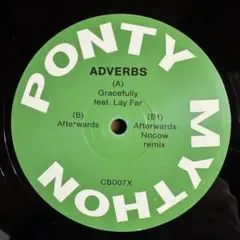 PONTY
ADVERBS
(A)
Gracefully
feat. Lay Far
(B)
Afterwards
(B1)
Afterwards
Nocow
remix
CB007X
MYTHON